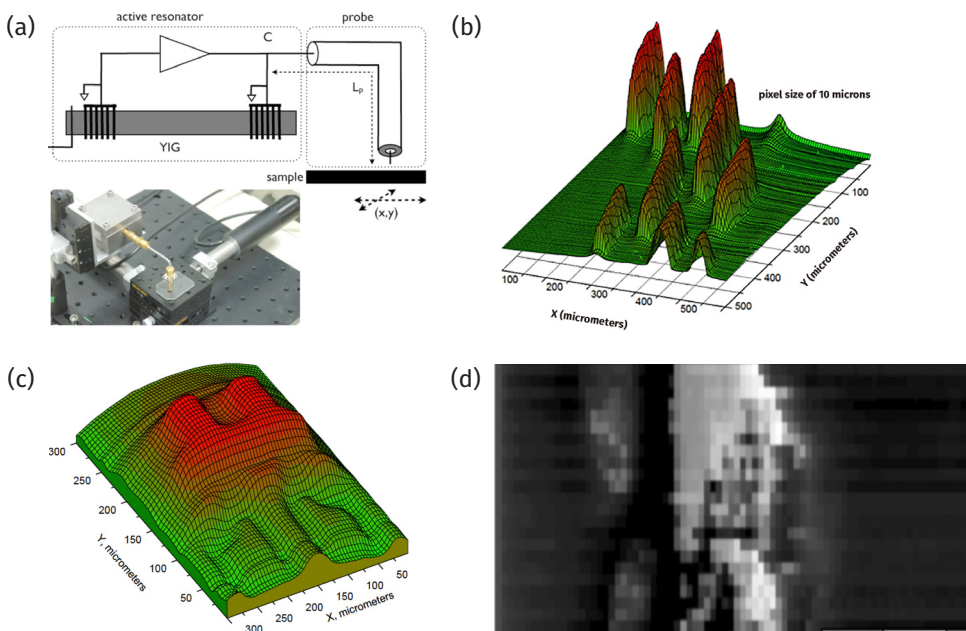 (a)
active resonator
probe
C
Lp
YIG
sample
(x,y)
(b)
pixel size of 10 microns
100
200
300
400
500
X (micrometers)
100
200
300
400
500
Y (micrometers)
(c)
300
250
200
150
100
50
Y, micrometers
300
250
200
150
100
50
X, micrometers
(d)